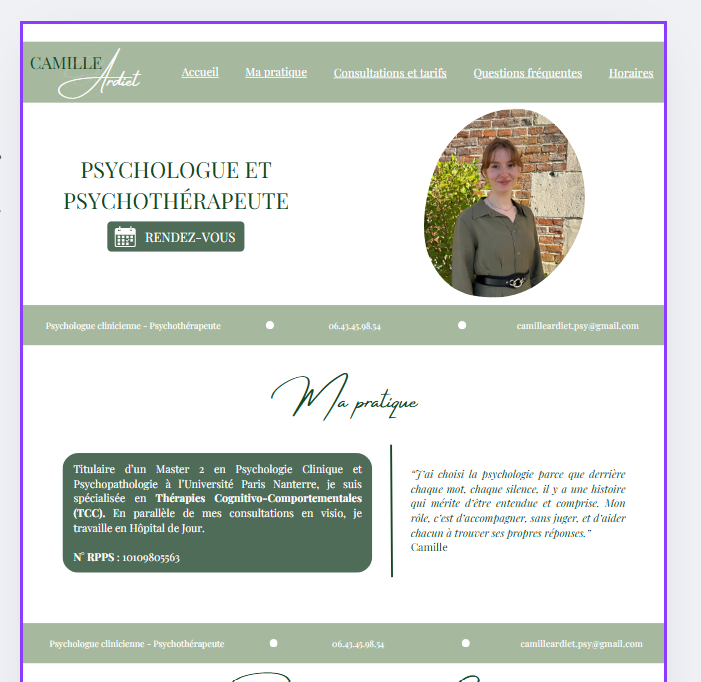 CAMILLE
Ardiet
Accueil
Ma pratique
Consultations et tarifs
Questions fréquentes
Horaires
PSYCHOLOGUE ET
PSYCHOTHÉRAPEUTE
RENDEZ-VOUS
Psychologue clinicienne - Psychothérapeute
06.43.45.98.54
camilleardiet.psy@gmail.com
Ma pratique
Titulaire d'un Master 2 en Psychologie Clinique et
Psychopathologie à l'Université Paris Nanterre, je suis
spécialisée en Thérapies Cognitivo-Comportementales
(TCC). En parallèle de mes consultations en visio, je
travaille en Hôpital de Jour.
N° RPPS : 10109805563
“J'ai choisi la psychologie parce que derrière
chaque mot, chaque silence, il y a une histoire
qui mérite d'être entendue et comprise. Mon
rôle, c'est d'accompagner, sans juger, et d'aider
chacun à trouver ses propres réponses.”
Camille
Psychologue clinicienne - Psychothérapeute
06.43.45.98.54
camilleardiet.psy@gmail.com